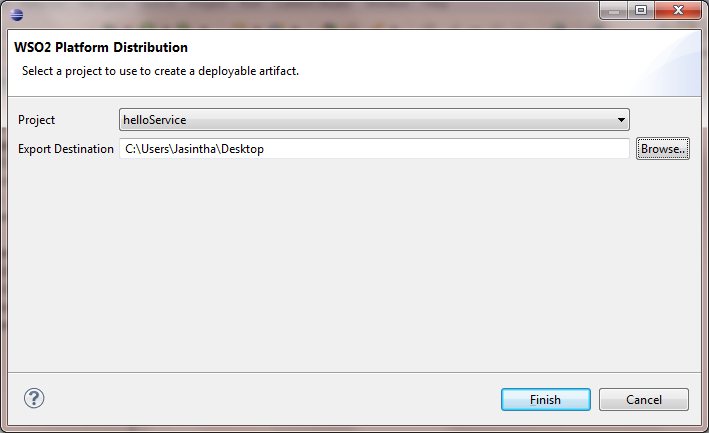 WSO2 Platform Distribution
Select a project to use to create a deployable artifact.
Project helloService
Export Destination C:\Users\Jasintha\Desktop Browse..
? Finish Cancel